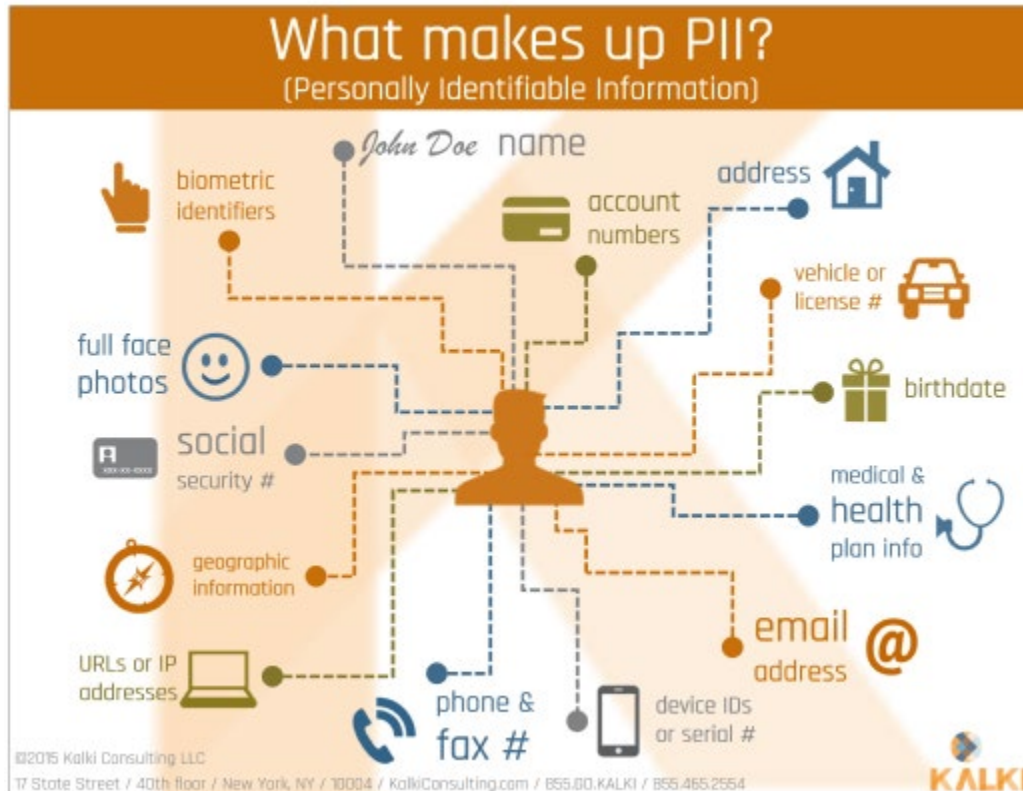 What makes up PII?
(Personally Identifiable Information)
John Doe name
biometric
identifiers
account
numbers
address
vehicle or
license #
full face
photos
birthdate
social
security #
medical &
health
plan info
geographic
information
email
address
@
URLs or IP
addresses
phone &
fax #
device IDs
or serial #
©2015 Kalki Consulting LLC
17 State Street / 40th floor / New York, NY / 10004 / KalkiConsulting.com / 855.GO.KALKI / 855.465.2554
KALKI